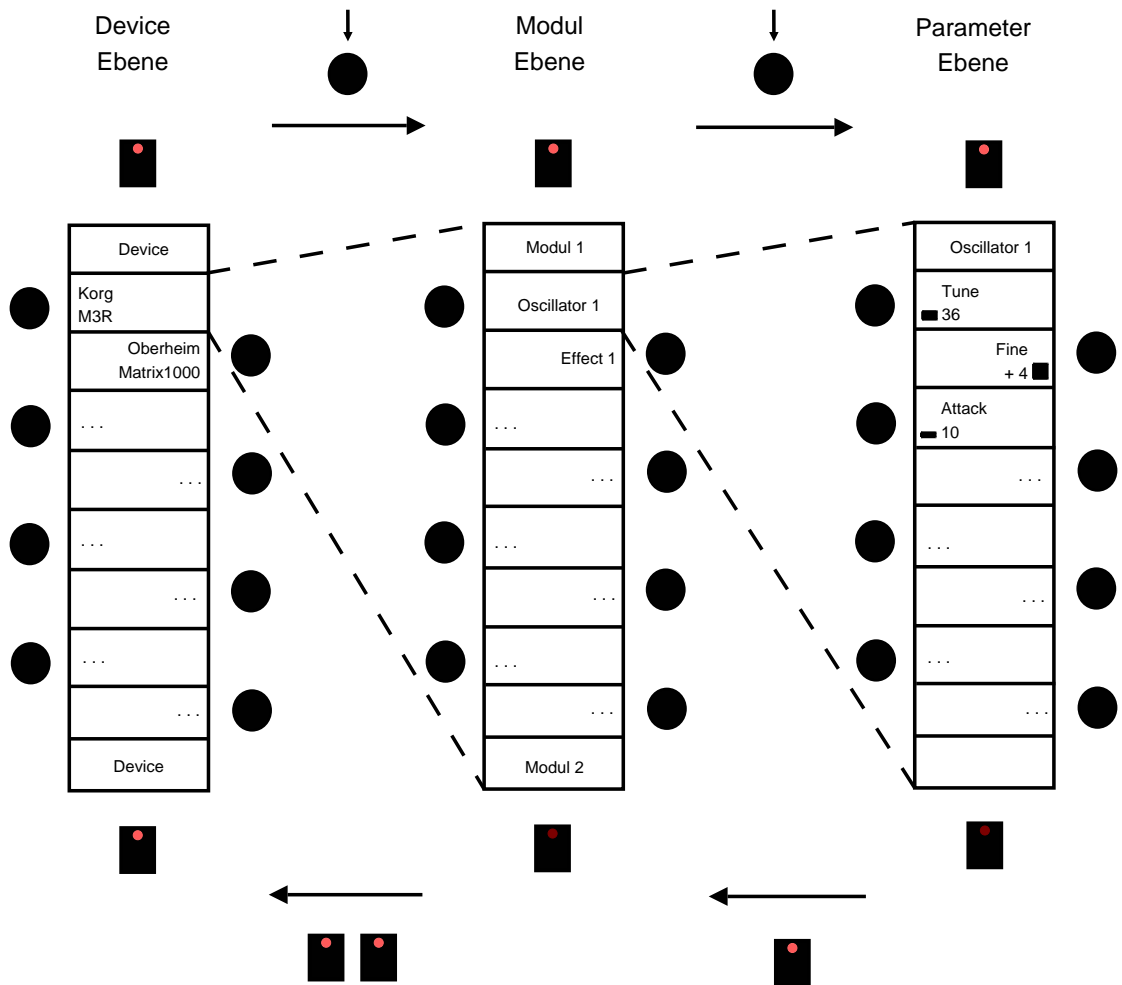 Device
Ebene
Modul
Ebene
Parameter
Ebene
Device
Korg
M3R
Oberheim
Matrix1000
. . .
. . .
. . .
. . .
. . .
. . .
Device
Modul 1
Oscillator 1
Effect 1
. . .
. . .
. . .
. . .
. . .
. . .
Modul 2
Oscillator 1
Tune
36
Fine
+ 4
Attack
10
. . .
. . .
. . .
. . .
. . .